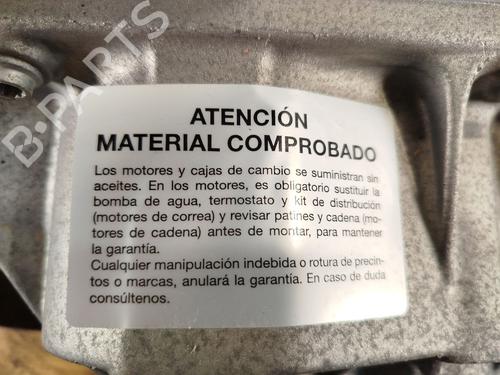 B-PARTS
ATENCIÓN
MATERIAL COMPROBADO
Los motores y cajas de cambio se suministran sin
aceites. En los motores, es obligatorio sustituir la
bomba de agua, termostato y kit de distribución
(motores de correa) y revisar patines y cadena (mo-
tores de cadena) antes de montar, para mantener
la garantía.
Cualquier manipulación indebida o rotura de precin-
tos o marcas, anulará la garantía. En caso de duda
consúltenos.